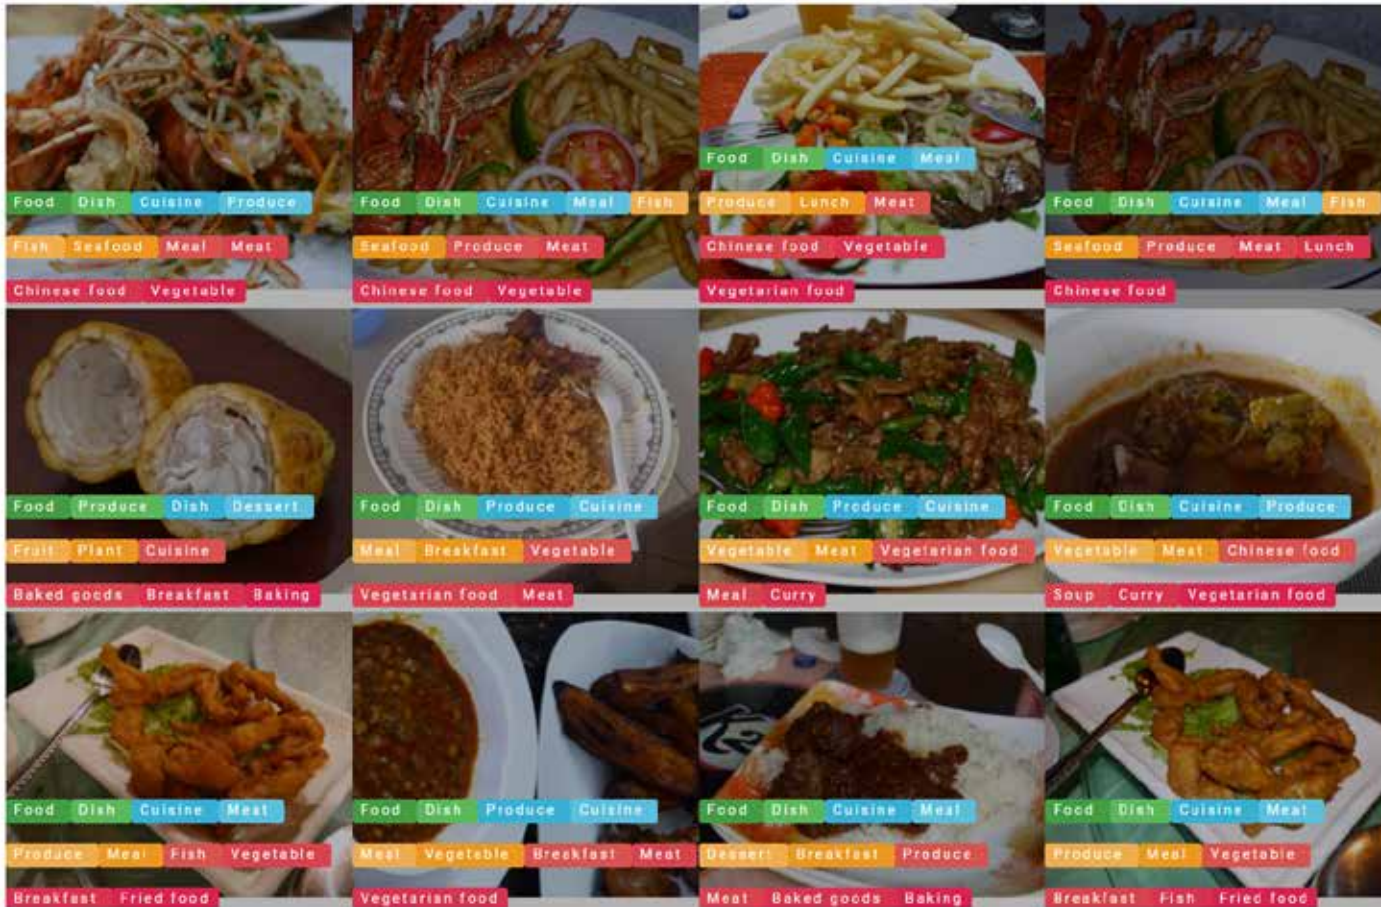 Food Dish Cuisine Produce
Fish Seafood Meal Meat
Chinese food Vegetable
Food Dish Cuisine Meal Fish
Seafood Produce Meat
Chinese food Vegetable
Food Dish Cuisine Meal
Produce Lunch Meat
Chinese food Vegetable
Vegetarian food
Food Dish Cuisine Meal Fish
Seafood Produce Meat Lunch
Chinese food
Food Produce Dish Dessert
Fruit Plant Cuisine
Baked goods Breakfast Baking
Food Dish Produce Cuisine
Meal Breakfast Vegetable
Vegetarian food Meat
Food Dish Produce Cuisine
Vegetable Meat Vegetarian food
Meal Curry
Food Dish Cuisine Produce
Vegetable Meat Chinese food
Soup Curry Vegetarian food
Food Dish Cuisine Meat
Produce Meal Fish Vegetable
Breakfast Fried food
Food Dish Produce Cuisine
Meal Vegetable Breakfast Meat
Vegetarian food
Food Dish Cuisine Meal
Dessert Breakfast Produce
Meat Baked goods Baking
Food Dish Cuisine Meat
Produce Meal Vegetable
Breakfast Fish Fried food